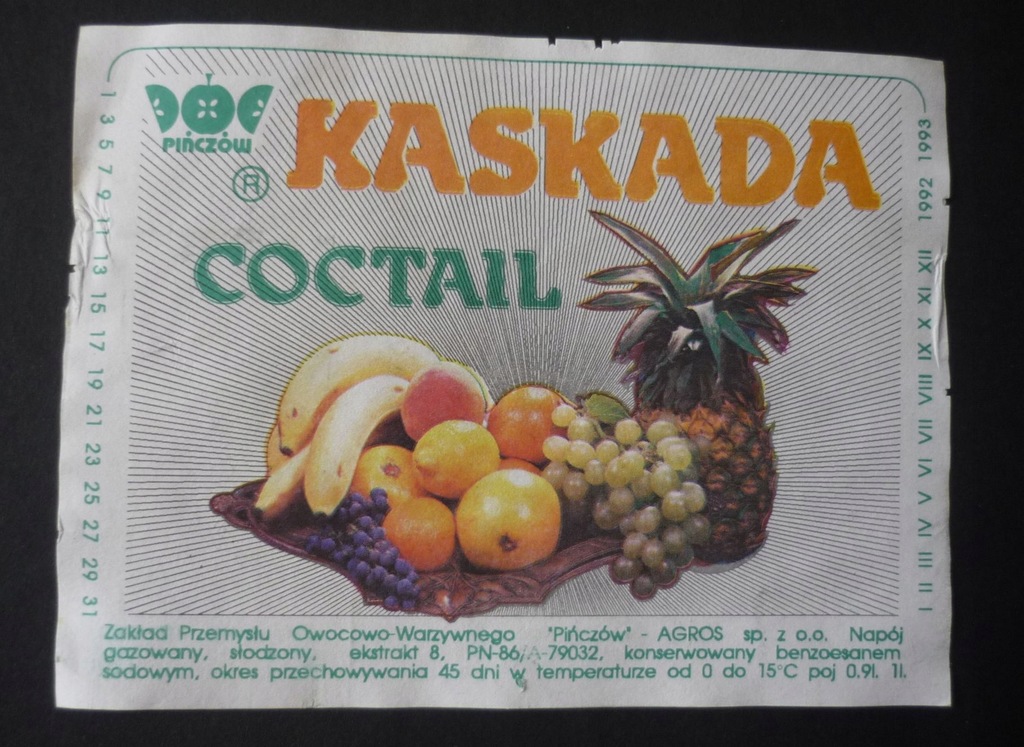 PIŃCZÓW
®
KASKADA
COCTAIL
1 3 5 7 9 11 13 15 17 19 21 23 25 27 29 31
I II III IV V VI VII VIII IX X XI XII 1992 1993
Zakład Przemysłu Owocowo-Warzywnego "Pińczów" - AGROS sp. z o.o. Napój
gazowany, słodzony, ekstrakt 8, PN-86/A-79032, konserwowany benzoesanem
sodowym, okres przechowywania 45 dni w temperaturze od 0 do 15°C poj 0.9l. 1l.